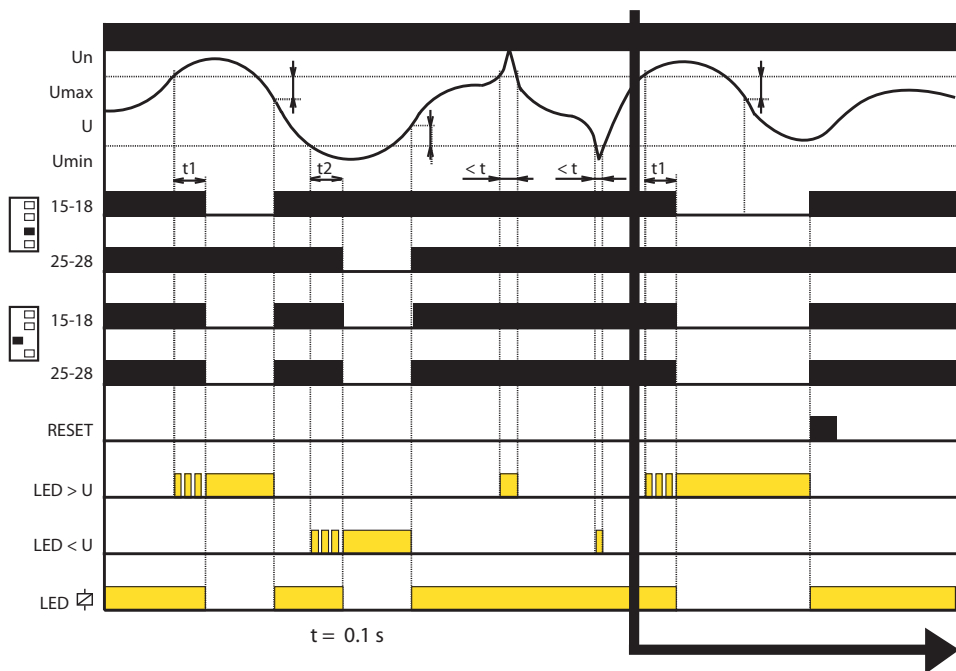 Un
Umax
U
Umin
t1
t2
< t
< t
t1
15-18
25-28
15-18
25-28
RESET
LED > U
LED < U
LED
t = 0.1 s